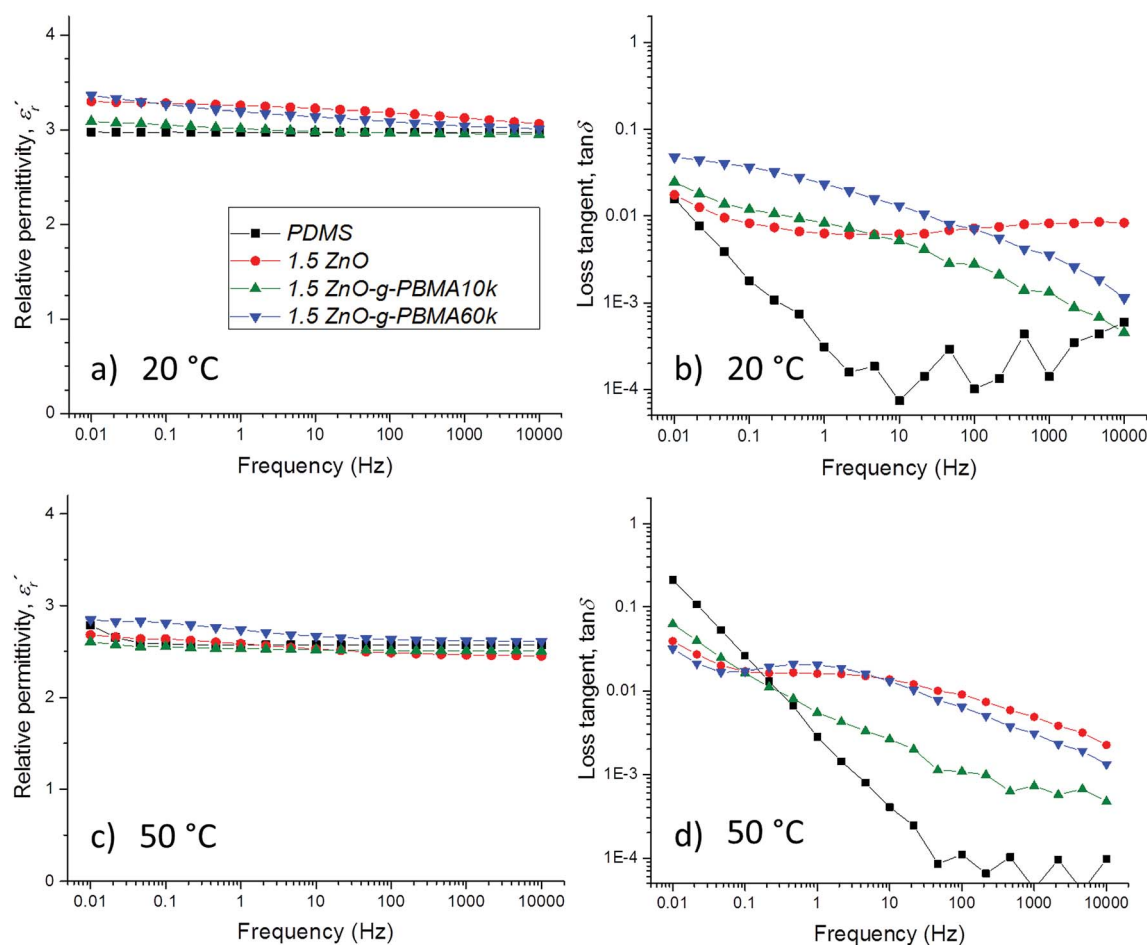 4
3
2
1
0
Relative permittivity, ε′r
PDMS
1.5 ZnO
1.5 ZnO-g-PBMA10k
1.5 ZnO-g-PBMA60k
a) 20 °C
0.01 0.1 1 10 100 1000 10000
Frequency (Hz)
1
0.1
0.01
1E-3
1E-4
Loss tangent, tanδ
b) 20 °C
0.01 0.1 1 10 100 1000 10000
Frequency (Hz)
4
3
2
1
0
Relative permittivity, ε′r
c) 50 °C
0.01 0.1 1 10 100 1000 10000
Frequency (Hz)
1
0.1
0.01
1E-3
1E-4
Loss tangent, tanδ
d) 50 °C
0.01 0.1 1 10 100 1000 10000
Frequency (Hz)